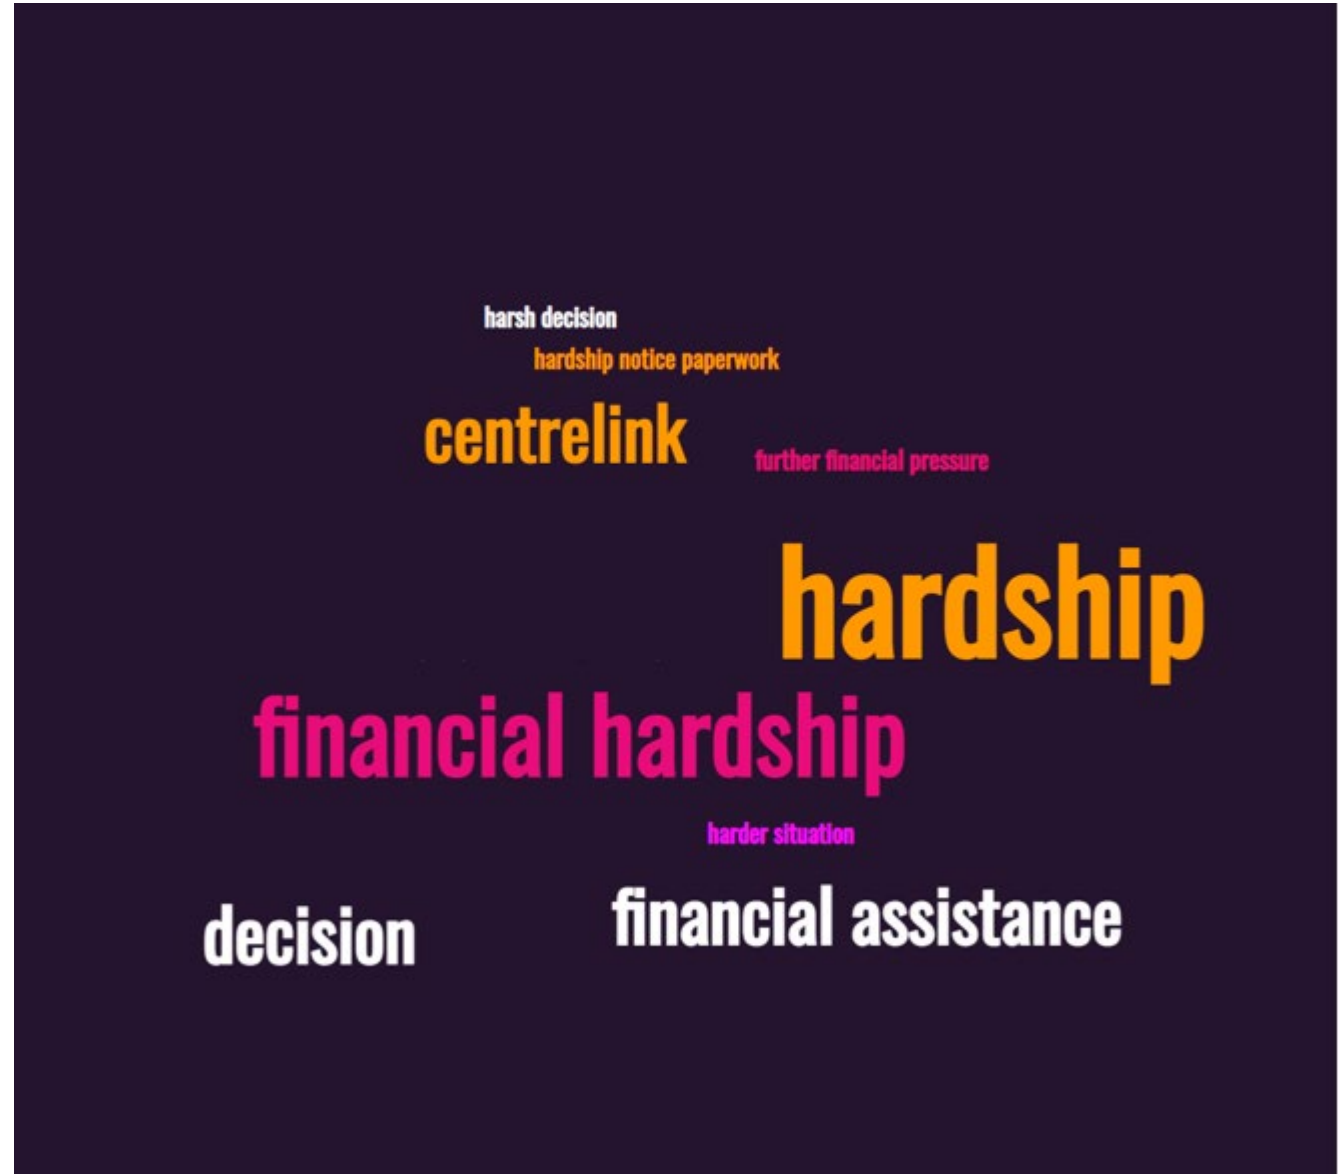 harsh decision
hardship notice paperwork
centrelink
further financial pressure
hardship
financial hardship
harder situation
financial assistance
decision